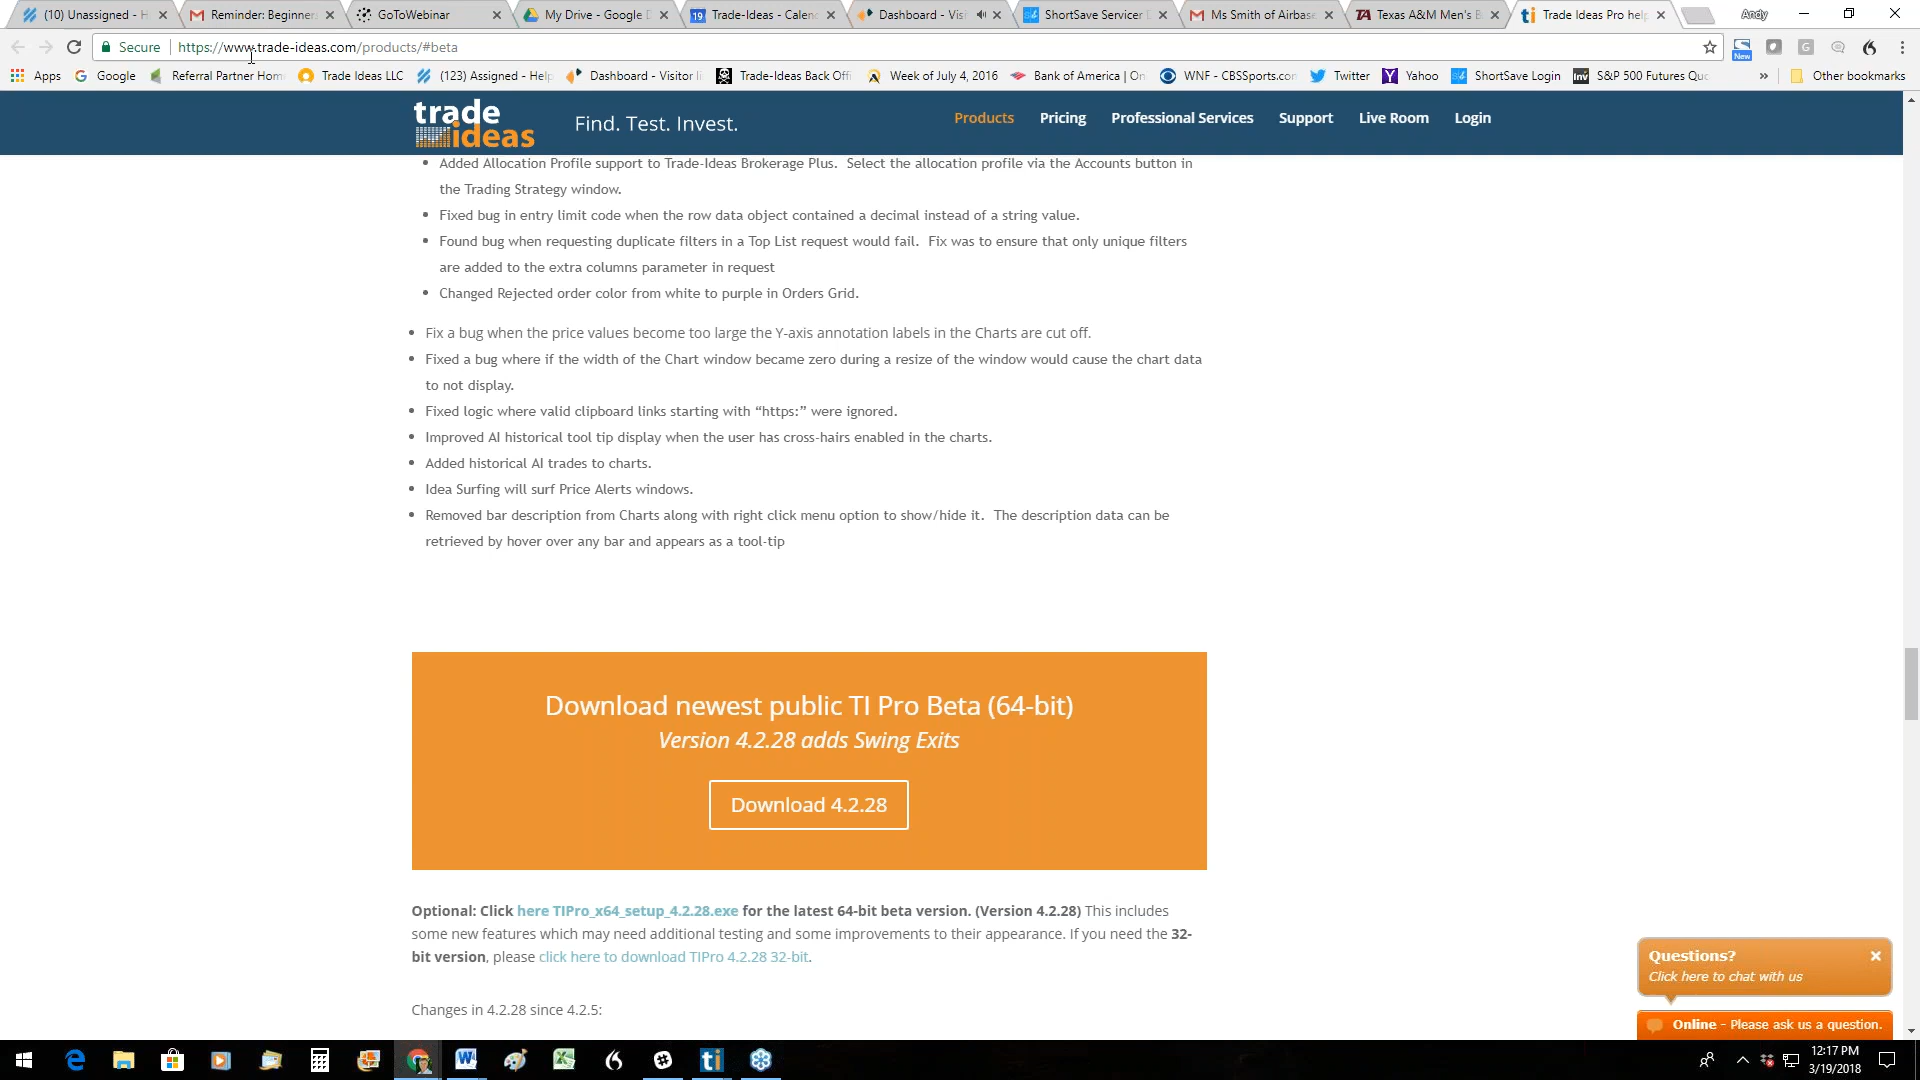 (10) Unassigned - H
Reminder: Beginner
GoToWebinar
My Drive - Google D
Trade-Ideas - Calen
Dashboard - Visi
ShortSave Servicer
Ms Smith of Airbase
Texas A&M Men's B
Trade Ideas Pro help
Andy
Secure | https://www.trade-ideas.com/products/#beta
New
Apps
Google
Referral Partner Hom
Trade Ideas LLC
(123) Assigned - Help
Dashboard - Visitor li
Trade-Ideas Back Offi
Week of July 4, 2016
Bank of America | On
WNF - CBSSports.com
Twitter
Yahoo
ShortSave Login
S&P 500 Futures Quo
»
Other bookmarks
trade
ideas
Find. Test. Invest.
Products
Pricing
Professional Services
Support
Live Room
Login
Added Allocation Profile support to Trade-Ideas Brokerage Plus. Select the allocation profile via the Accounts button in
the Trading Strategy window.
Fixed bug in entry limit code when the row data object contained a decimal instead of a string value.
Found bug when requesting duplicate filters in a Top List request would fail. Fix was to ensure that only unique filters
are added to the extra columns parameter in request
Changed Rejected order color from white to purple in Orders Grid.
Fix a bug when the price values become too large the Y-axis annotation labels in the Charts are cut off.
Fixed a bug where if the width of the Chart window became zero during a resize of the window would cause the chart data
to not display.
Fixed logic where valid clipboard links starting with “https:” were ignored.
Improved AI historical tool tip display when the user has cross-hairs enabled in the charts.
Added historical AI trades to charts.
Idea Surfing will surf Price Alerts windows.
Removed bar description from Charts along with right click menu option to show/hide it. The description data can be
retrieved by hover over any bar and appears as a tool-tip
Download newest public TI Pro Beta (64-bit)
Version 4.2.28 adds Swing Exits
Download 4.2.28
Optional: Click here TIPro_x64_setup_4.2.28.exe for the latest 64-bit beta version. (Version 4.2.28) This includes
some new features which may need additional testing and some improvements to their appearance. If you need the 32-
bit version, please click here to download TIPro 4.2.28 32-bit.
Changes in 4.2.28 since 4.2.5:
Questions?
Click here to chat with us
Online - Please ask us a question.
12:17 PM
3/19/2018